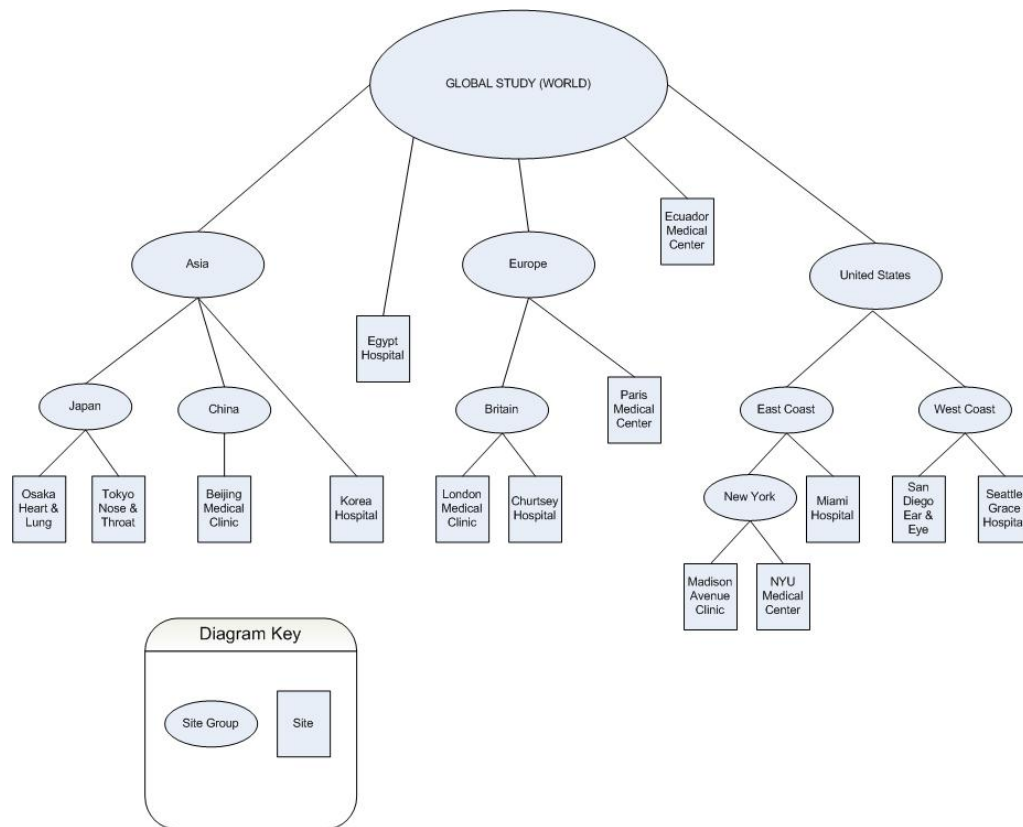 GLOBAL STUDY (WORLD)
Ecuador
Medical
Center
Asia
Europe
United States
Egypt
Hospital
Paris
Medical
Center
Japan
China
Britain
East Coast
West Coast
Osaka
Heart &
Lung
Tokyo
Nose &
Throat
Beijing
Medical
Clinic
Korea
Hospital
London
Medical
Clinic
Churtsey
Hospital
New York
Miami
Hospital
San
Diego
Ear &
Eye
Seattle
Grace
Hospital
Madison
Avenue
Clinic
NYU
Medical
Center
Diagram Key
Site Group
Site